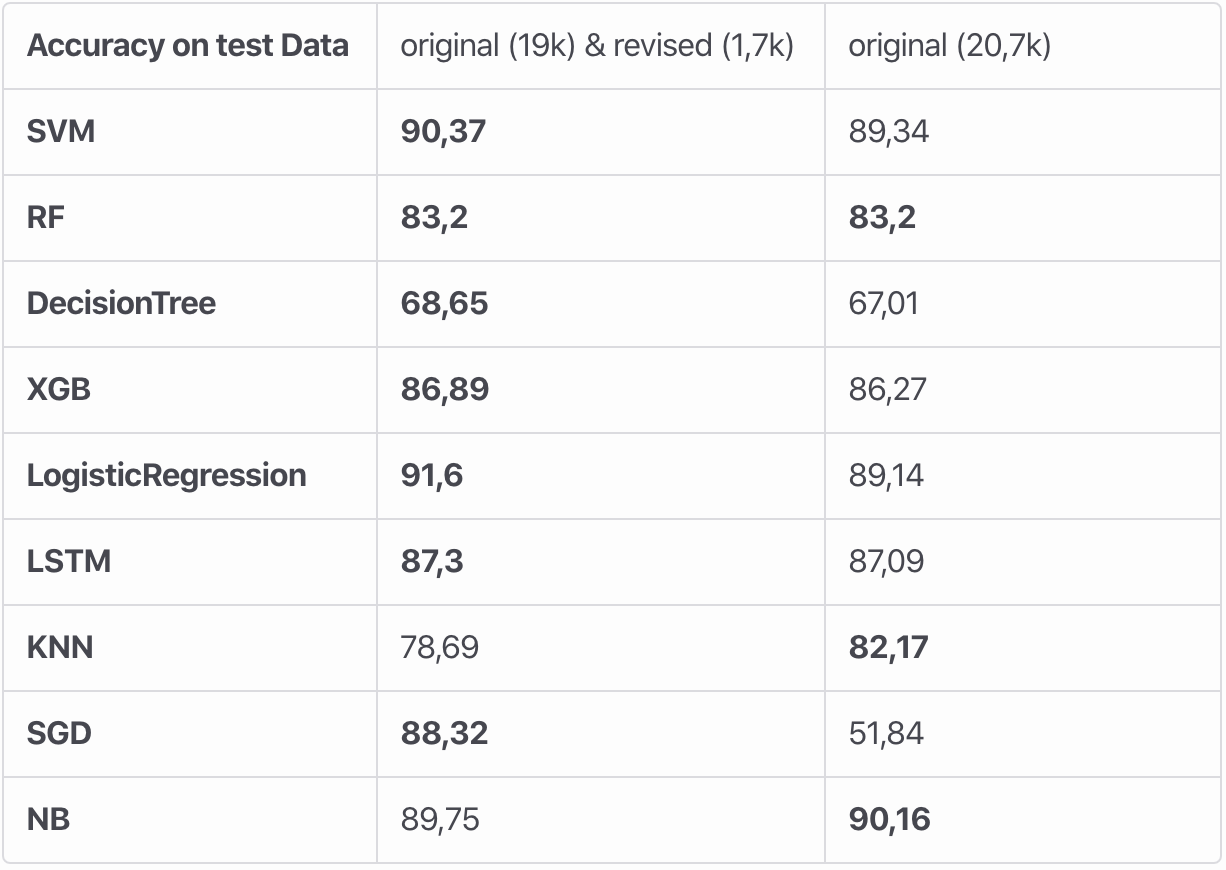 Accuracy on test Data original (19k) & revised (1,7k) original (20,7k)
SVM 90,37 89,34
RF 83,2 83,2
DecisionTree 68,65 67,01
XGB 86,89 86,27
LogisticRegression 91,6 89,14
LSTM 87,3 87,09
KNN 78,69 82,17
SGD 88,32 51,84
NB 89,75 90,16